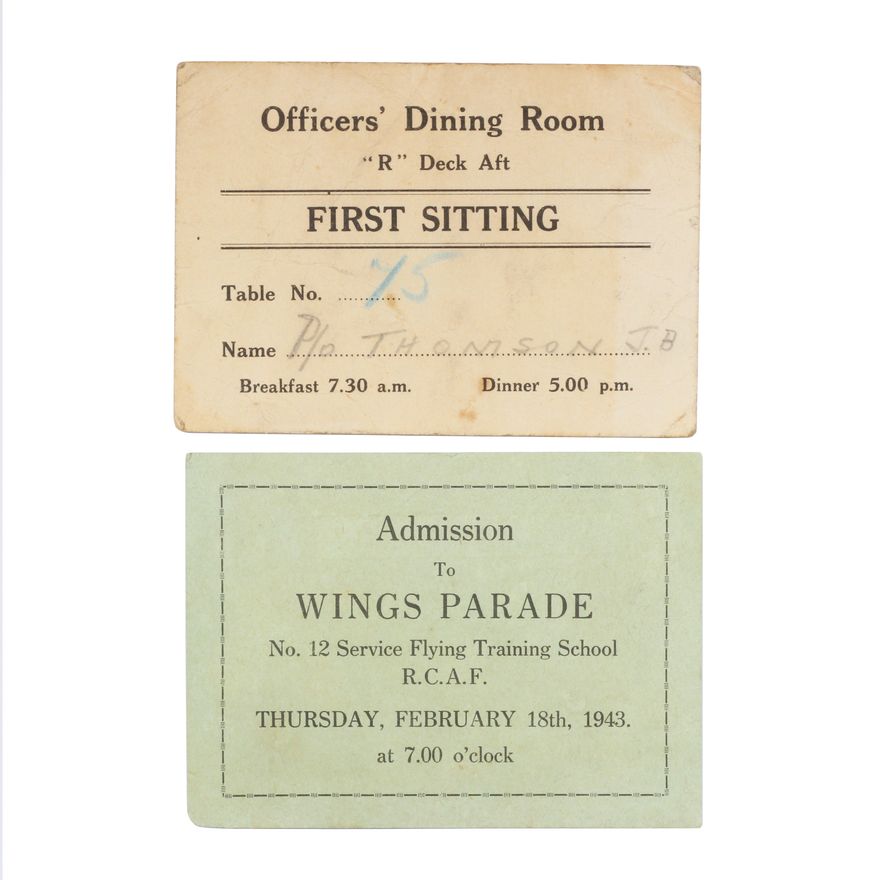 Officers' Dining Room
"R" Deck Aft
FIRST SITTING
Table No. ............ 75
Name P/O THOMSON J.B
Breakfast 7.30 a.m. Dinner 5.00 p.m.
Admission
To
WINGS PARADE
No. 12 Service Flying Training School
R.C.A.F.
THURSDAY, FEBRUARY 18th, 1943.
at 7.00 o'clock